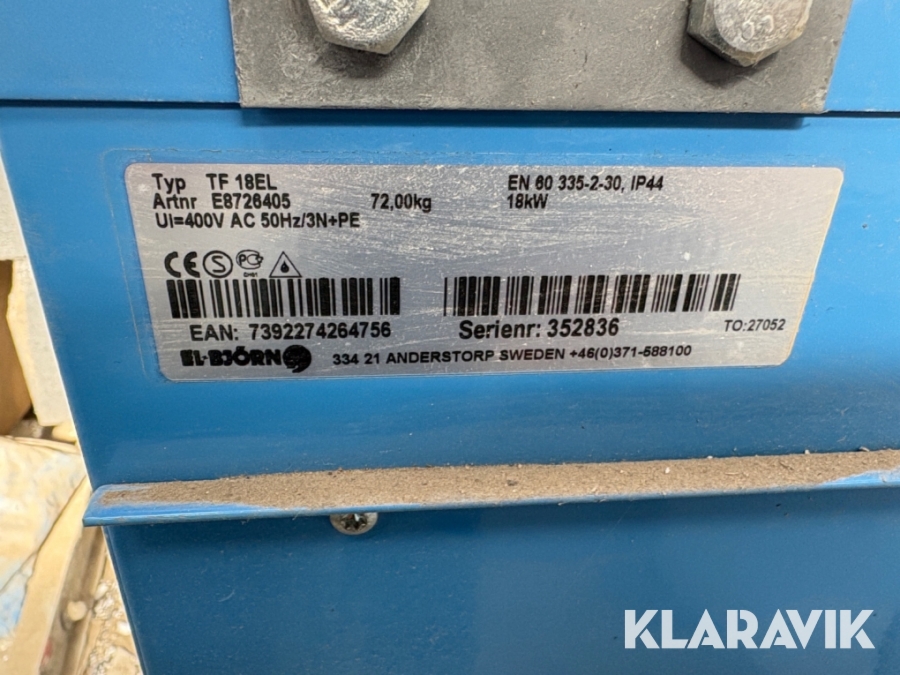 Typ TF 18EL EN 60 335-2-30, IP44
Artnr E8726405 72,00kg 18kW
UI=400V AC 50Hz/3N+PE
CE S
EAN: 7392274264756 Serienr: 352836 TO:27052
EL-BJÖRN 334 21 ANDERSTORP SWEDEN +46(0)371-588100
KLARAVIK